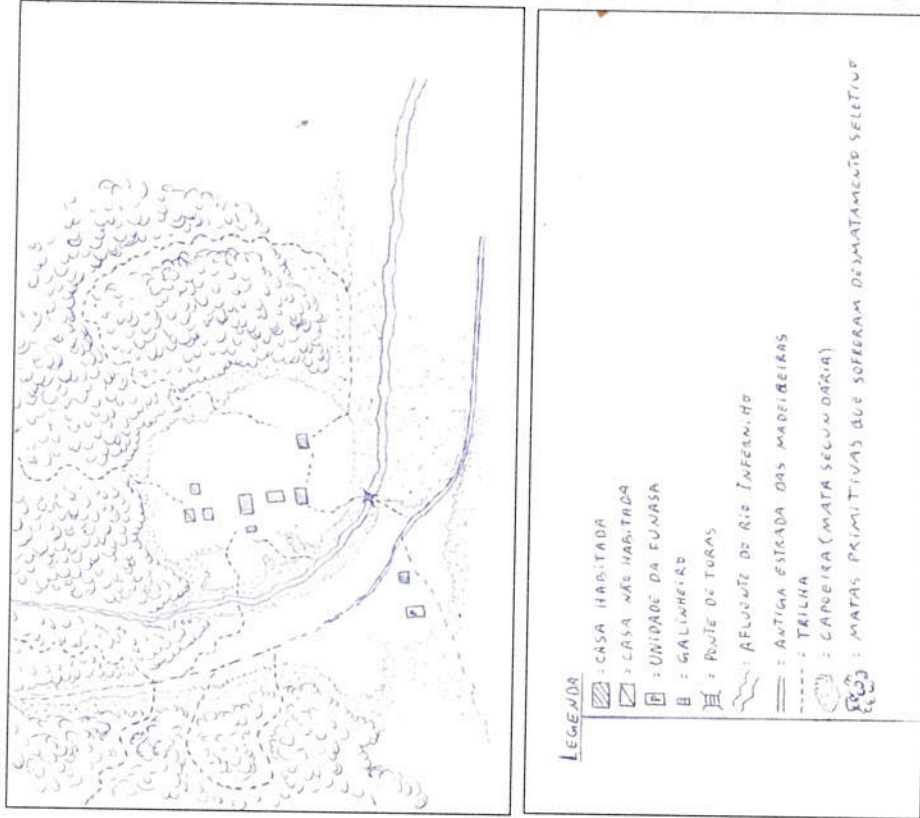 LEGENDA
: CASA HABITADA
: CASA NÃO HABITADA
P : UNIDADE DA FUNASA
: GALINHEIRO
: PONTE DE TORAS
: AFLUENTE DO RIO INFERNINHO
: ANTIGA ESTRADA DAS MADEIREIRAS
: TRILHA
: CAPOEIRA (MATA SECUNDÁRIA)
: MATAS PRIMITIVAS QUE SOFRERAM DESMATAMENTO SELETIVO
P